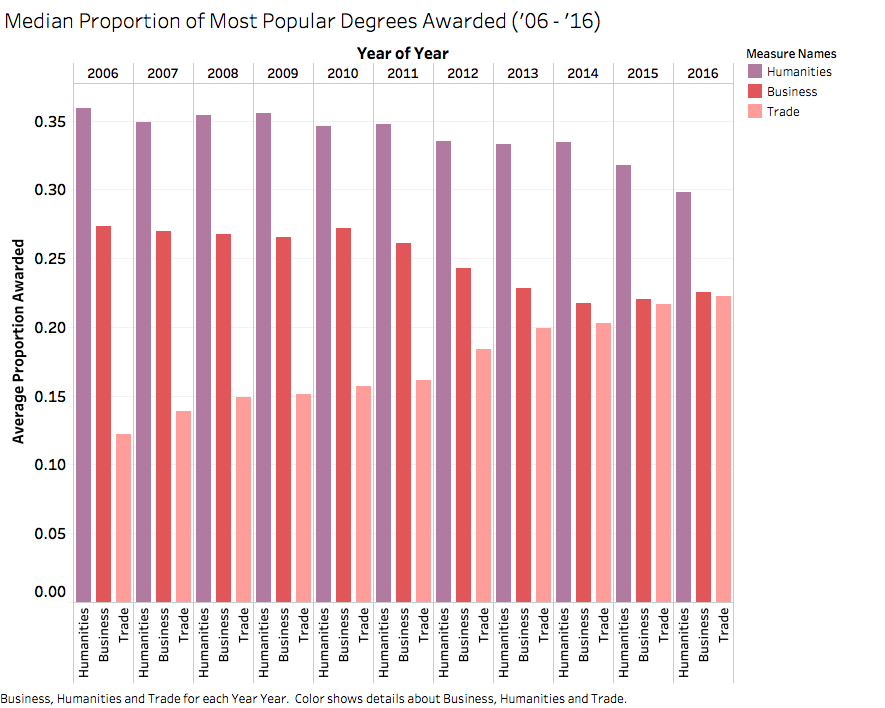 Median Proportion of Most Popular Degrees Awarded ('06 - '16)
Year of Year
2006 2007 2008 2009 2010 2011 2012 2013 2014 2015 2016
Measure Names
Humanities
Business
Trade
Average Proportion Awarded
0.35
0.30
0.25
0.20
0.15
0.10
0.05
0.00
Humanities Business Trade Humanities Business Trade Humanities Business Trade Humanities Business Trade Humanities Business Trade Humanities Business Trade Humanities Business Trade Humanities Business Trade Humanities Business Trade Humanities Business Trade Humanities Business Trade
Business, Humanities and Trade for each Year Year.  Color shows details about Business, Humanities and Trade.